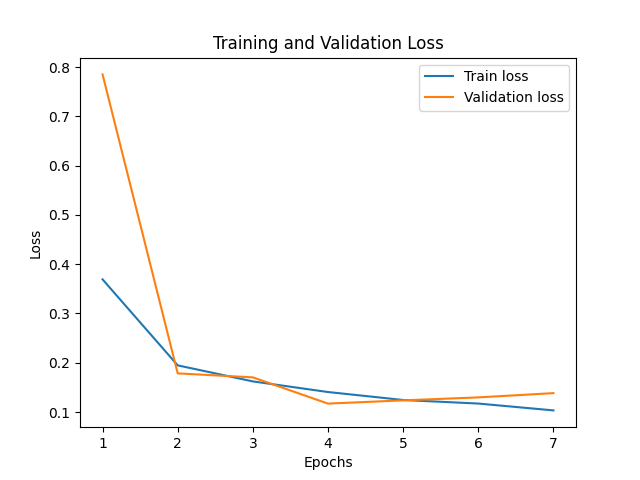 Training and Validation Loss
Train loss
Validation loss
0.8
0.7
0.6
0.5
0.4
0.3
0.2
0.1
Loss
1 2 3 4 5 6 7
Epochs